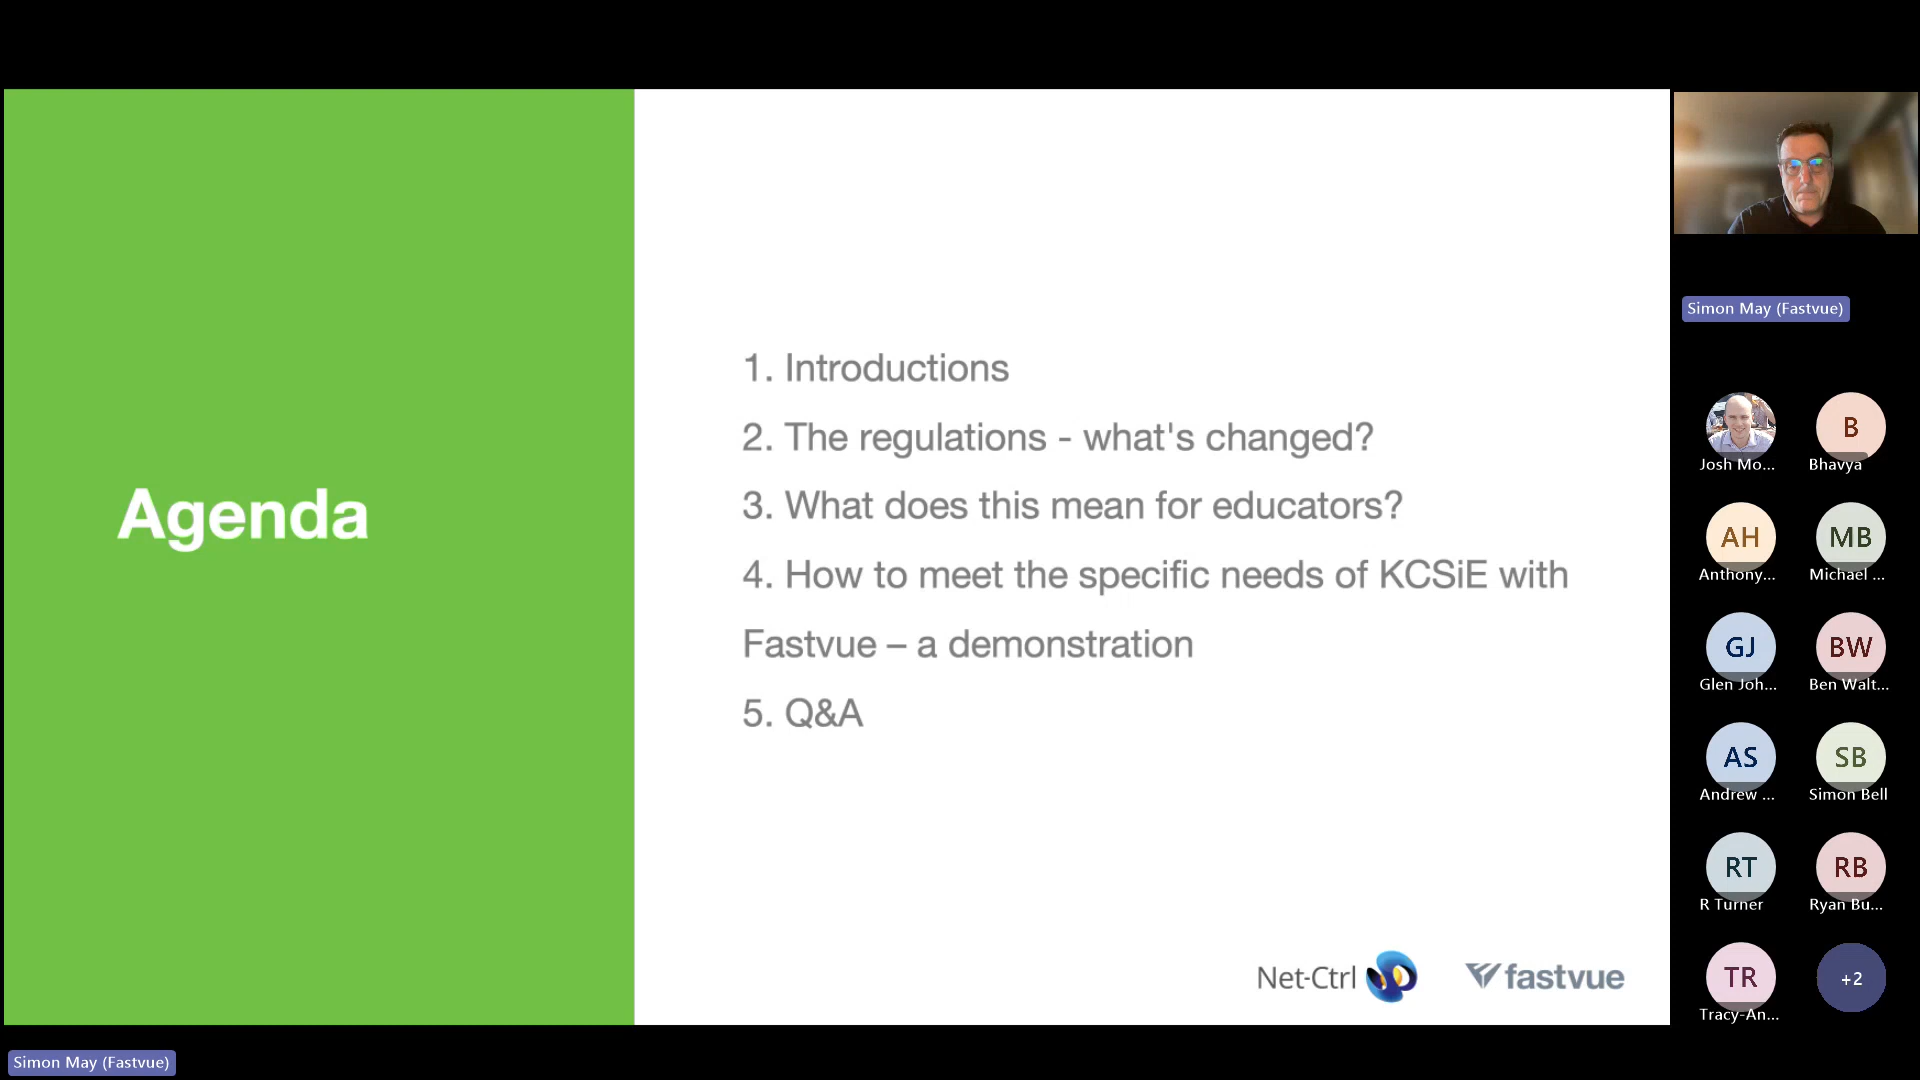 Agenda
1. Introductions
2. The regulations - what's changed?
3. What does this mean for educators?
4. How to meet the specific needs of KCSiE with
Fastvue – a demonstration
5. Q&A
Net-Ctrl
fastvue
Simon May (Fastvue)
Josh Mo...
B
Bhavya
AH
Anthony...
MB
Michael ...
GJ
Glen Joh...
BW
Ben Walt...
AS
Andrew ...
SB
Simon Bell
RT
R Turner
RB
Ryan Bu...
TR
Tracy-An...
+2
Simon May (Fastvue)